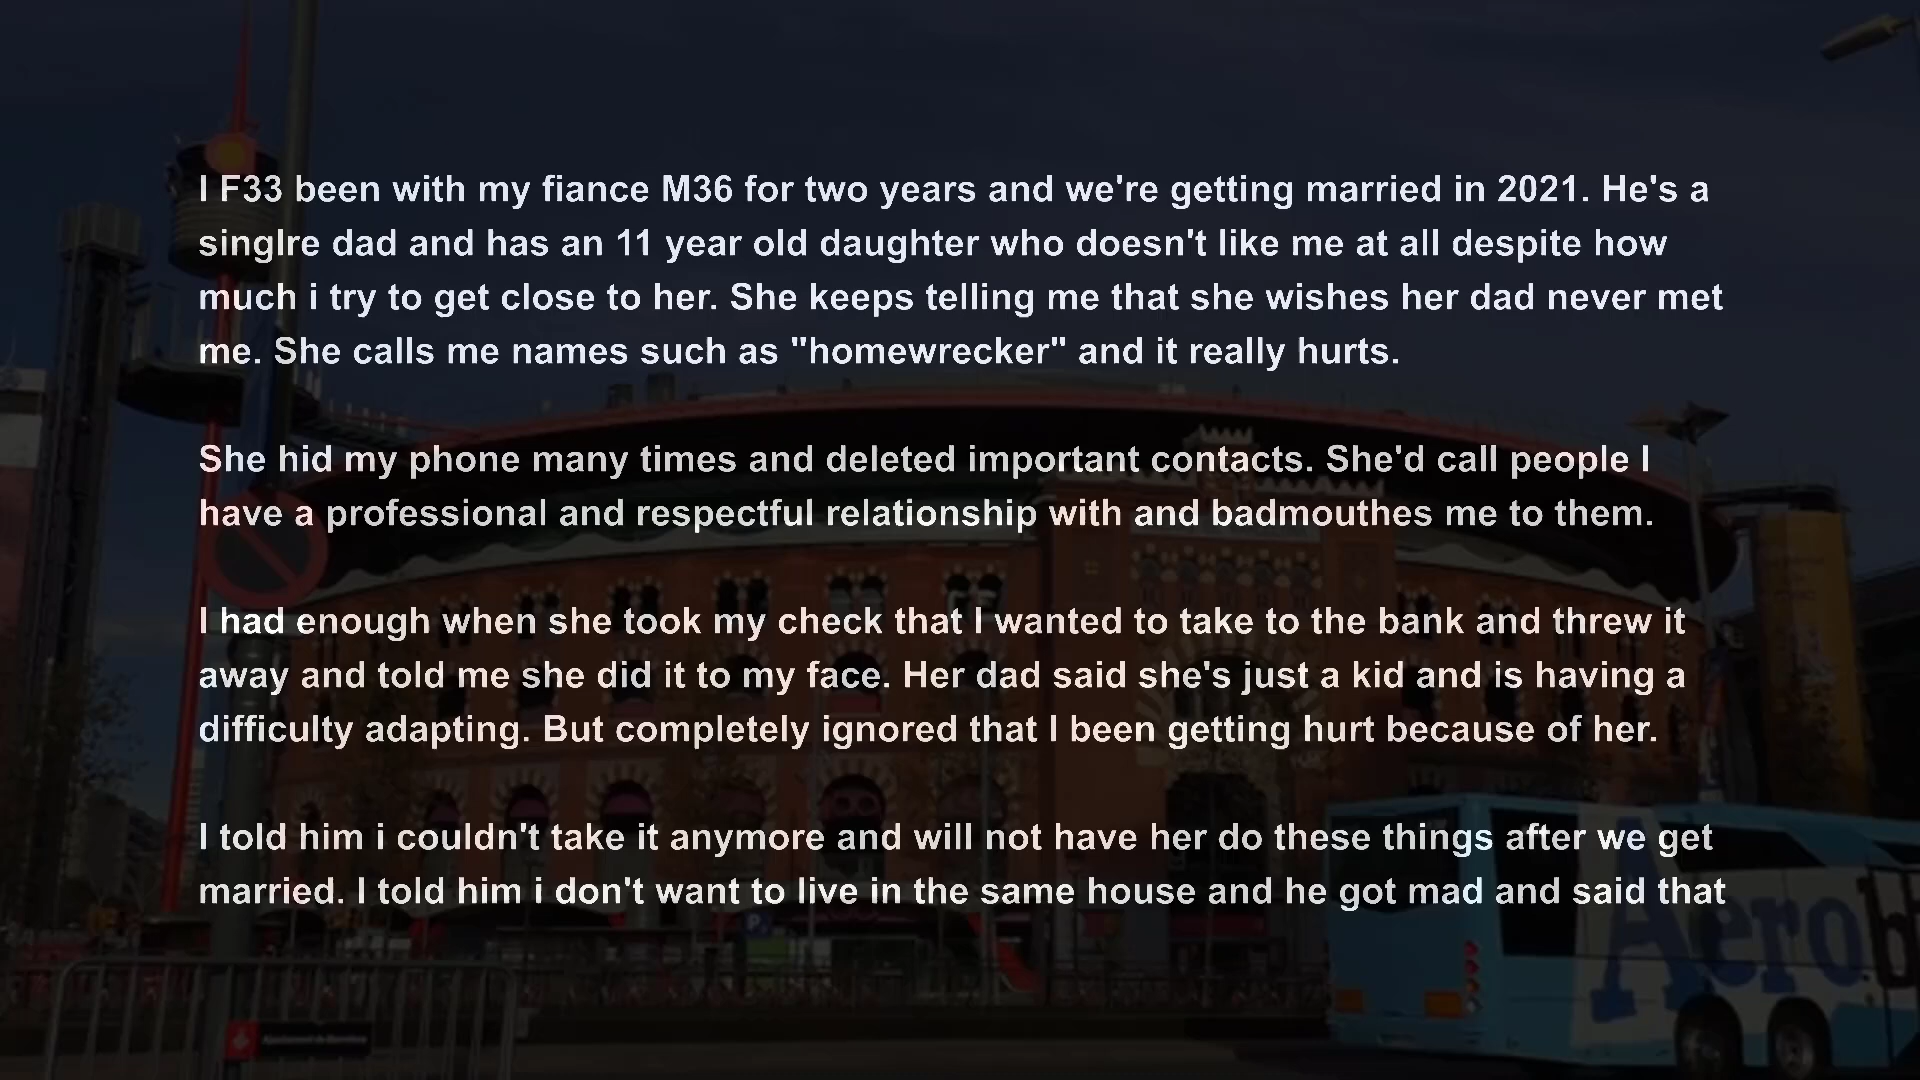 I F33 been with my fiance M36 for two years and we're getting married in 2021. He's a
singlre dad and has an 11 year old daughter who doesn't like me at all despite how
much i try to get close to her. She keeps telling me that she wishes her dad never met
me. She calls me names such as "homewrecker" and it really hurts.
She hid my phone many times and deleted important contacts. She'd call people I
have a professional and respectful relationship with and badmouthes me to them.
I had enough when she took my check that I wanted to take to the bank and threw it
away and told me she did it to my face. Her dad said she's just a kid and is having a
difficulty adapting. But completely ignored that I been getting hurt because of her.
I told him i couldn't take it anymore and will not have her do these things after we get
married. I told him i don't want to live in the same house and he got mad and said that
Aerob